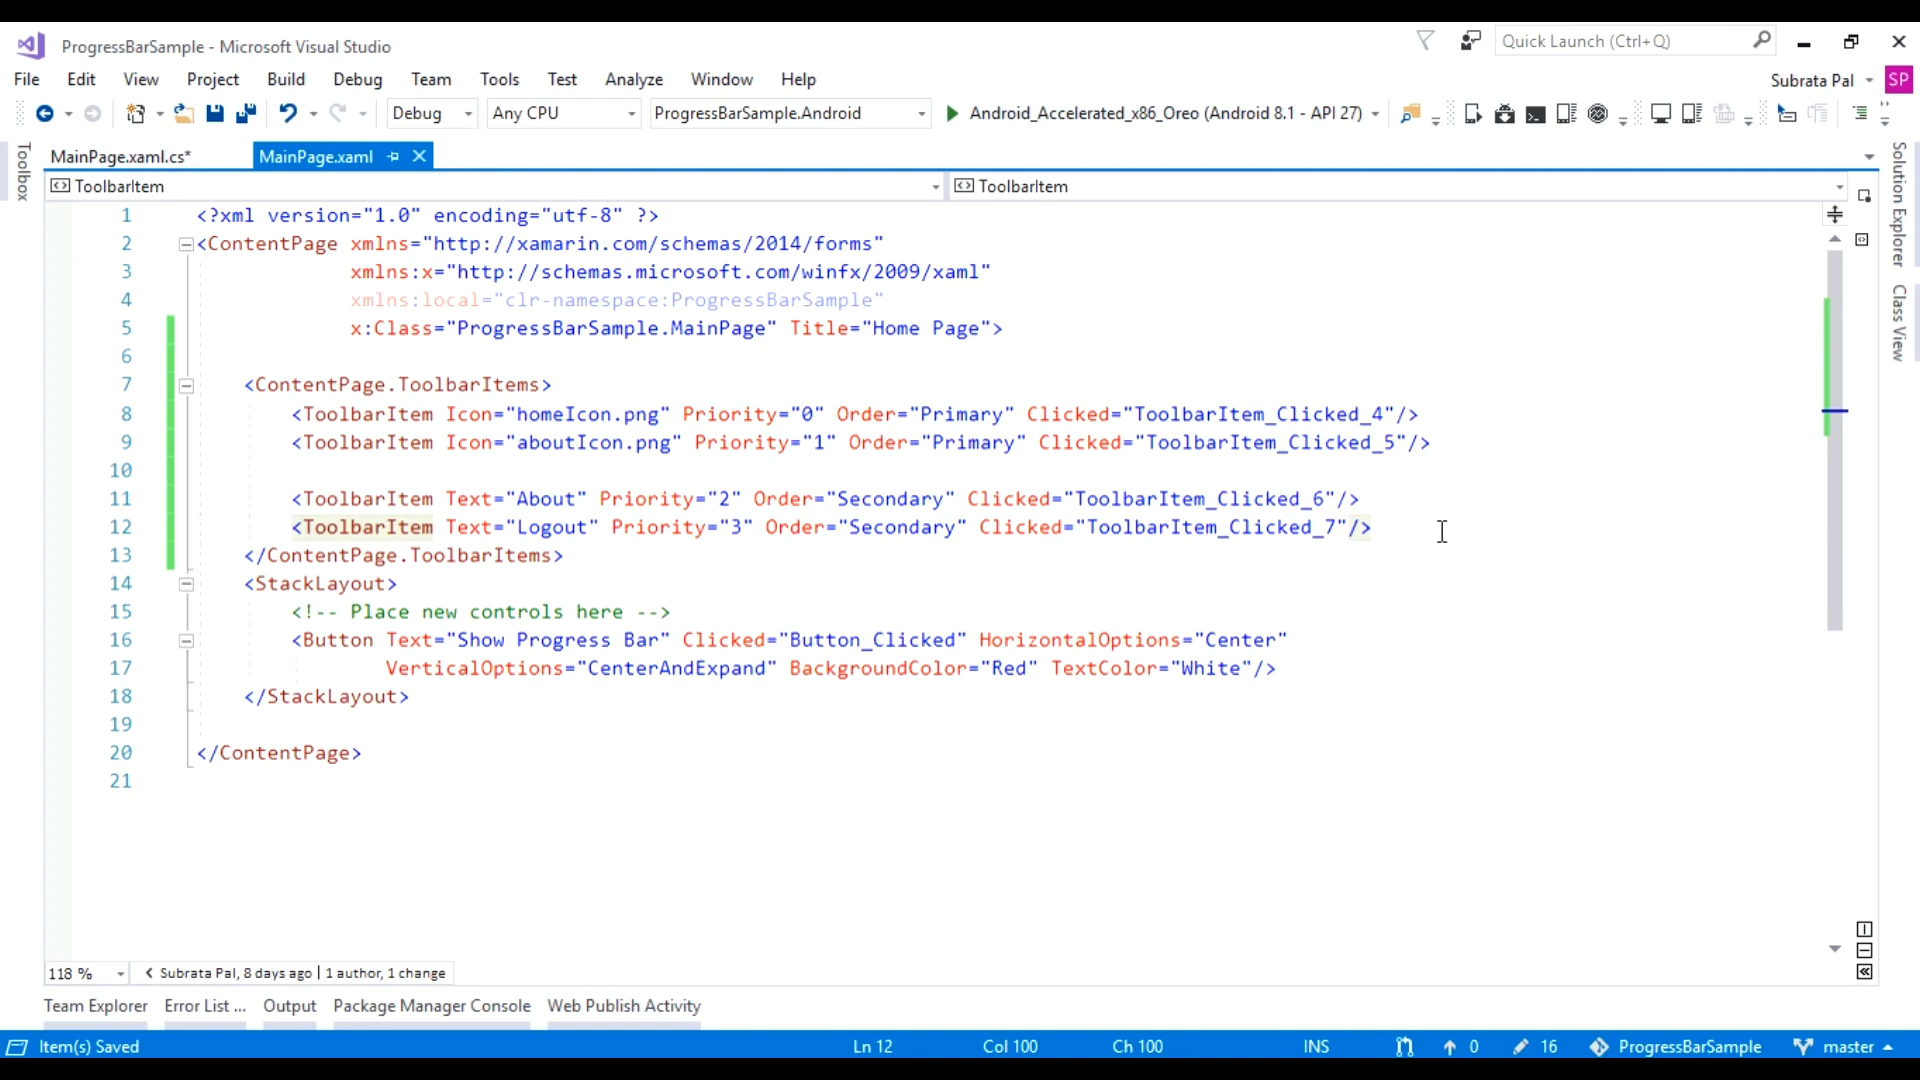 ProgressBarSample - Microsoft Visual Studio
Quick Launch (Ctrl+Q)
File Edit View Project Build Debug Team Tools Test Analyze Window Help
Subrata Pal SP
Debug Any CPU ProgressBarSample.Android Android_Accelerated_x86_Oreo (Android 8.1 - API 27)
MainPage.xaml.cs* MainPage.xaml
Toolbox
Solution Explorer
Class View
ToolbarItem ToolbarItem
1 <?xml version="1.0" encoding="utf-8" ?>
2 <ContentPage xmlns="http://xamarin.com/schemas/2014/forms"
3 xmlns:x="http://schemas.microsoft.com/winfx/2009/xaml"
4 xmlns:local="clr-namespace:ProgressBarSample"
5 x:Class="ProgressBarSample.MainPage" Title="Home Page">
6
7 <ContentPage.ToolbarItems>
8 <ToolbarItem Icon="homeIcon.png" Priority="0" Order="Primary" Clicked="ToolbarItem_Clicked_4"/>
9 <ToolbarItem Icon="aboutIcon.png" Priority="1" Order="Primary" Clicked="ToolbarItem_Clicked_5"/>
10
11 <ToolbarItem Text="About" Priority="2" Order="Secondary" Clicked="ToolbarItem_Clicked_6"/>
12 <ToolbarItem Text="Logout" Priority="3" Order="Secondary" Clicked="ToolbarItem_Clicked_7"/>
13 </ContentPage.ToolbarItems>
14 <StackLayout>
15 <!-- Place new controls here -->
16 <Button Text="Show Progress Bar" Clicked="Button_Clicked" HorizontalOptions="Center"
17 VerticalOptions="CenterAndExpand" BackgroundColor="Red" TextColor="White"/>
18 </StackLayout>
19
20 </ContentPage>
21
118 % Subrata Pal, 8 days ago | 1 author, 1 change
Team Explorer Error List ... Output Package Manager Console Web Publish Activity
Item(s) Saved Ln 12 Col 100 Ch 100 INS 0 16 ProgressBarSample master